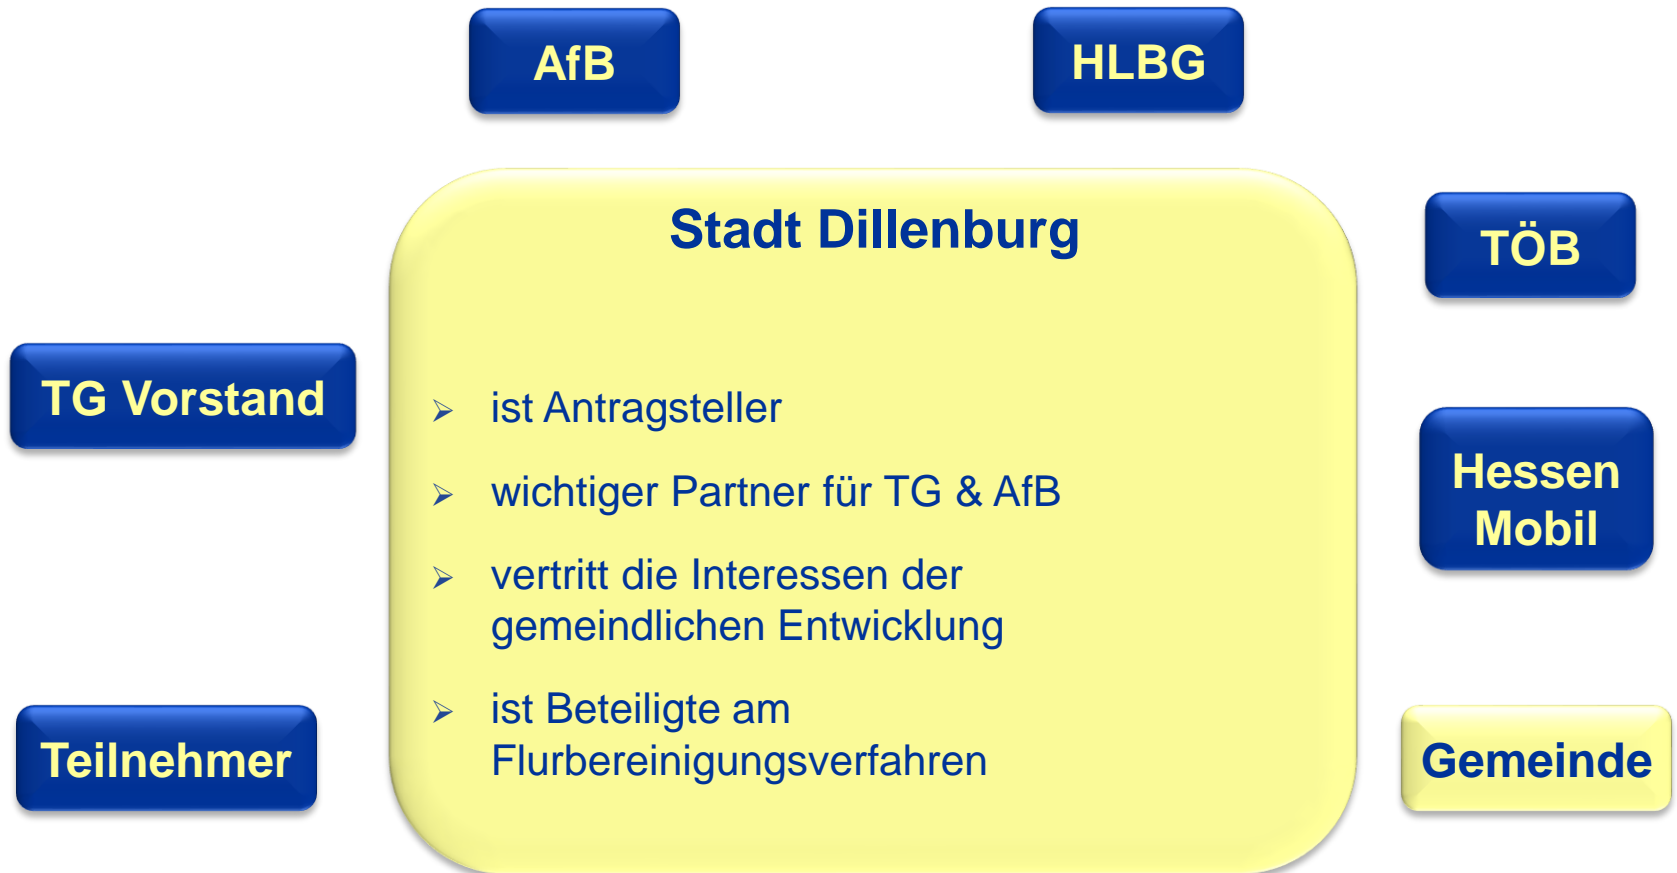 AfB
HLBG
Stadt Dillenburg
TÖB
TG Vorstand
➢ ist Antragsteller
➢ wichtiger Partner für TG & AfB
➢ vertritt die Interessen der
gemeindlichen Entwicklung
➢ ist Beteiligte am
Flurbereinigungsverfahren
Hessen
Mobil
Teilnehmer
Gemeinde